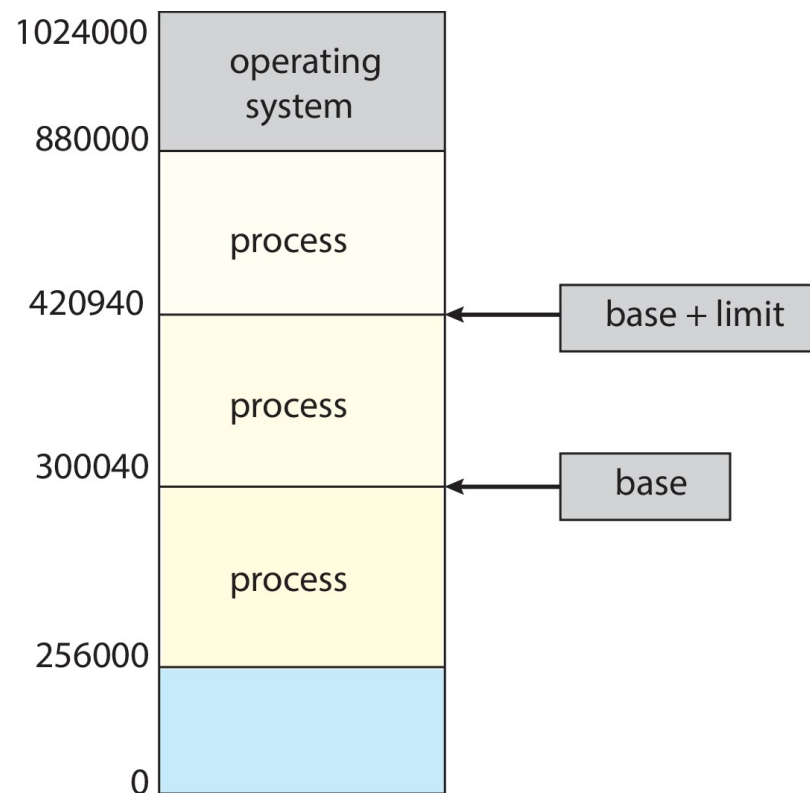 1024000
operating
system
880000
process
420940
base + limit
process
300040
base
process
256000
0